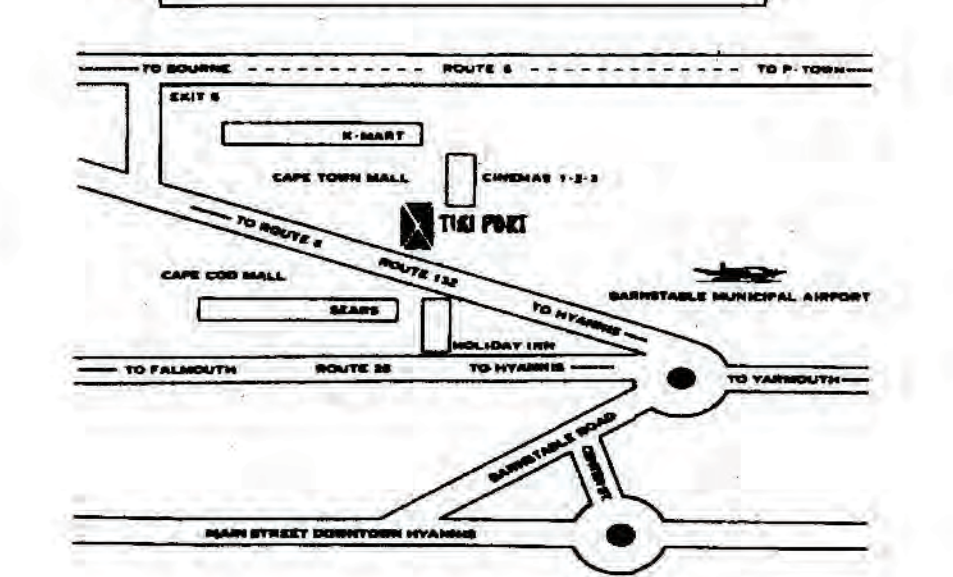 TO BOURNE ROUTE 6 TO P-TOWN
EXIT 6
K-MART
CAPE TOWN MALL CINEMAS 1-2-3
TIKI PORT
TO ROUTE 6
ROUTE 132
CAPE COD MALL
TO HYANNIS
BARNSTABLE MUNICIPAL AIRPORT
SEARS
HOLIDAY INN
TO FALMOUTH ROUTE 28 TO HYANNIS
TO YARMOUTH
BARNSTABLE ROAD
MAIN STREET DOWNTOWN HYANNIS